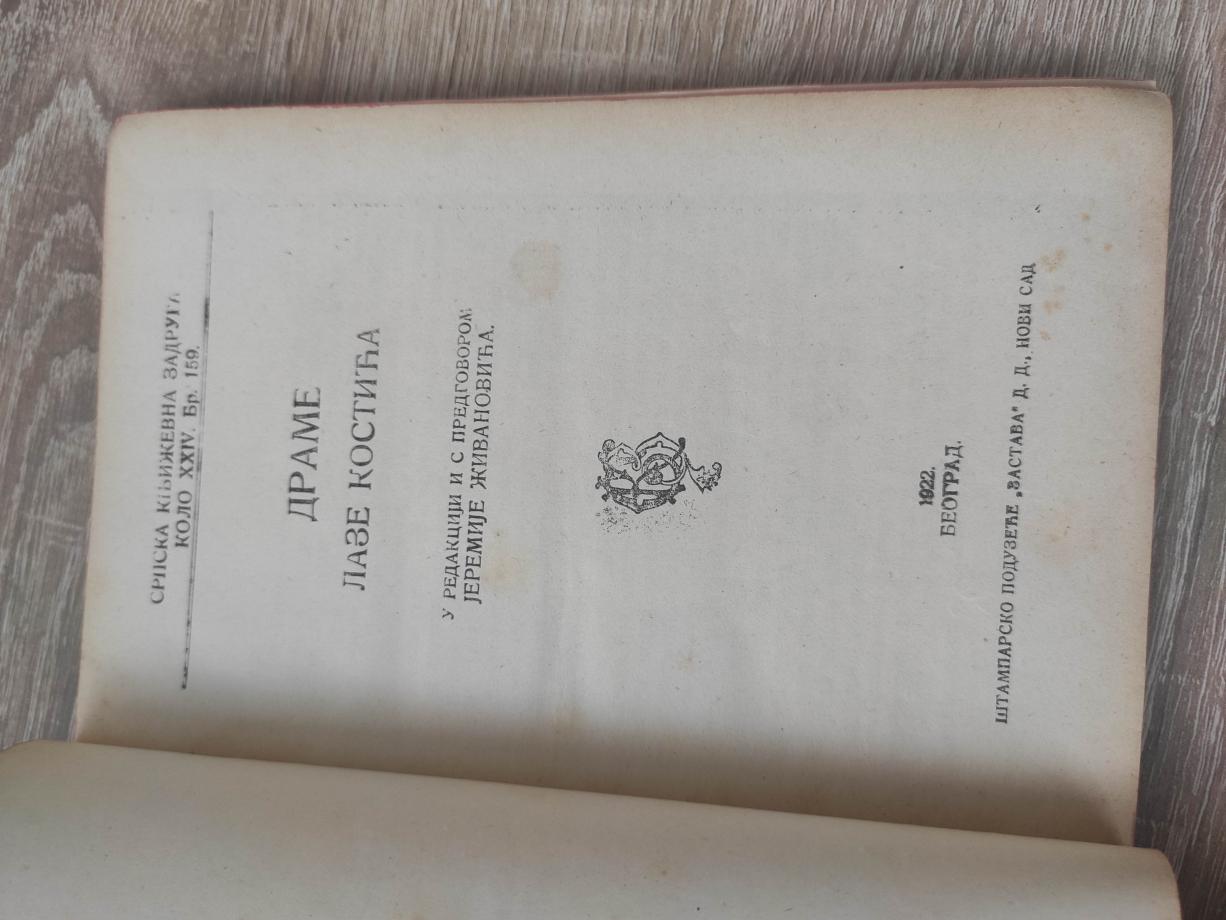 СРПСКА КЊИЖЕВНА ЗАДРУГА
КОЛО XXIV. Бр. 159.
ДРАМЕ
ЛАЗЕ КОСТИЋА
У РЕДАКЦИЈИ И С ПРЕДГОВОРОМ
ЈЕРЕМИЈЕ ЖИВАНОВИЋА.
1922.
БЕОГРАД.
ШТАМПАРСКО ПОДУЗЕЋЕ „ЗАСТАВА" Д. Д., НОВИ САД